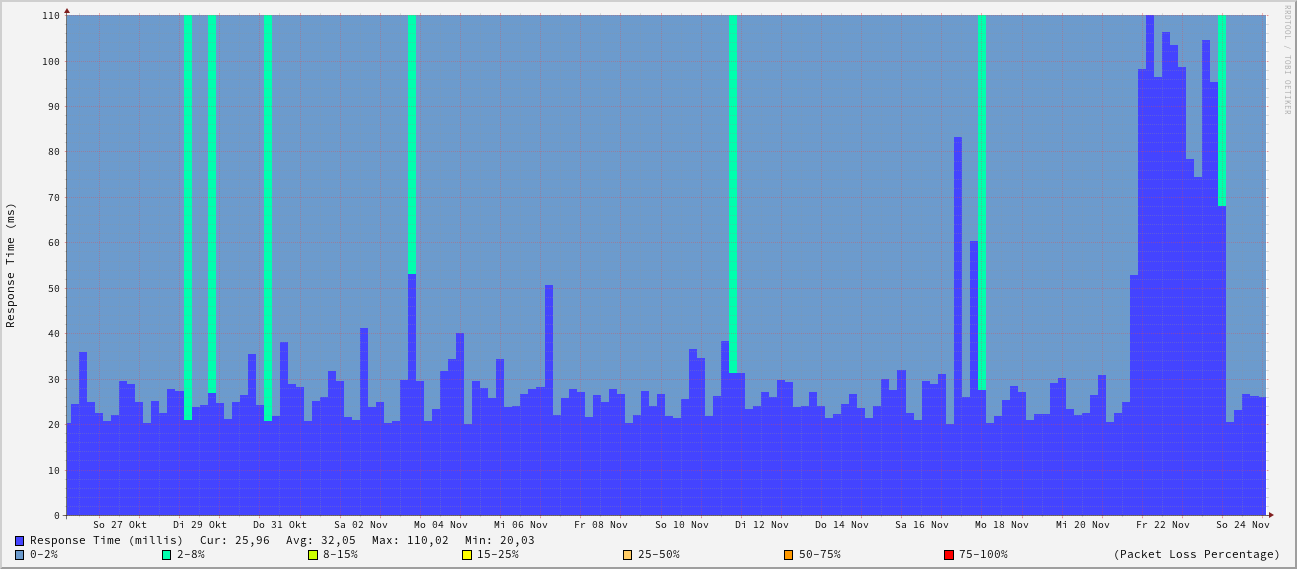 RRDTOOL / TOBI OETIKER
Response Time (ms)
110
100
90
80
70
60
50
40
30
20
10
0
So 27 Okt Di 29 Okt Do 31 Okt Sa 02 Nov Mo 04 Nov Mi 06 Nov Fr 08 Nov So 10 Nov Di 12 Nov Do 14 Nov Sa 16 Nov Mo 18 Nov Mi 20 Nov Fr 22 Nov So 24 Nov
Response Time (millis) Cur: 25,96 Avg: 32,05 Max: 110,02 Min: 20,03
0-2% 2-8% 8-15% 15-25% 25-50% 50-75% 75-100% (Packet Loss Percentage)